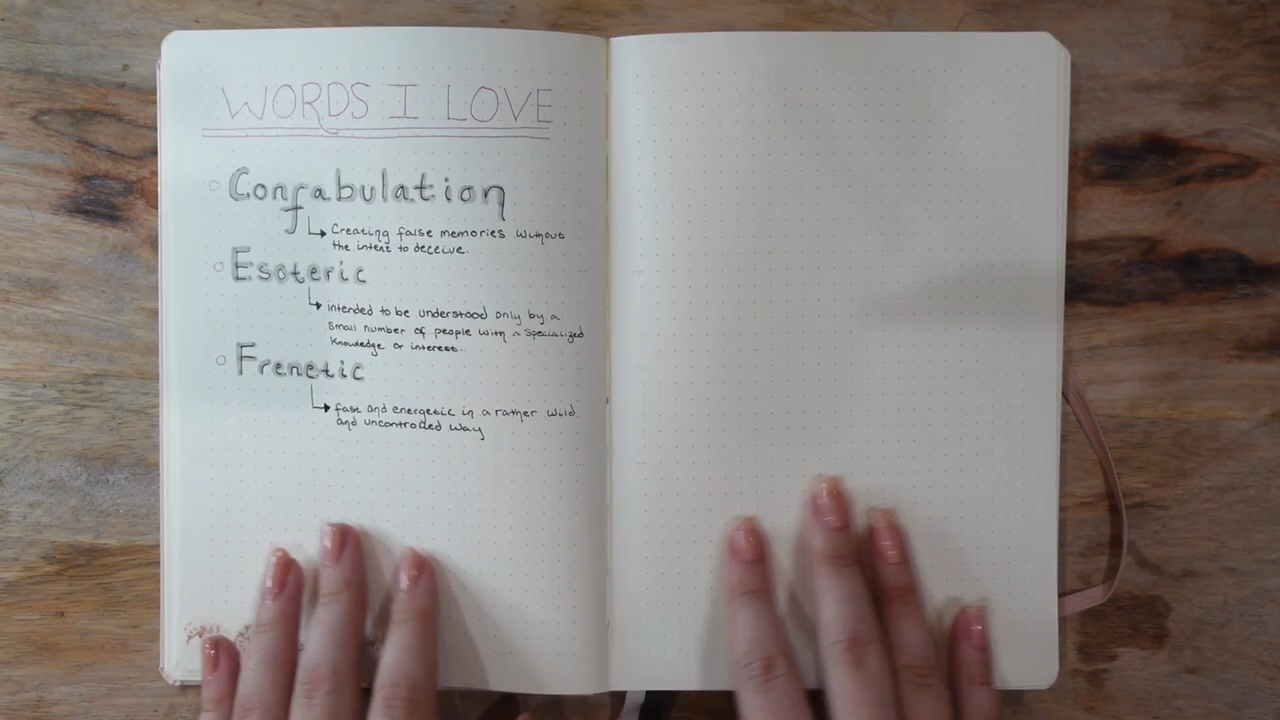 WORDS I LOVE
Confabulation
Creating false memories without
the intent to deceive.
Esoteric
intended to be understood only by a
small number of people with a specialized
knowledge or interest.
Frenetic
fast and energetic in a rather wild
and uncontrolled way